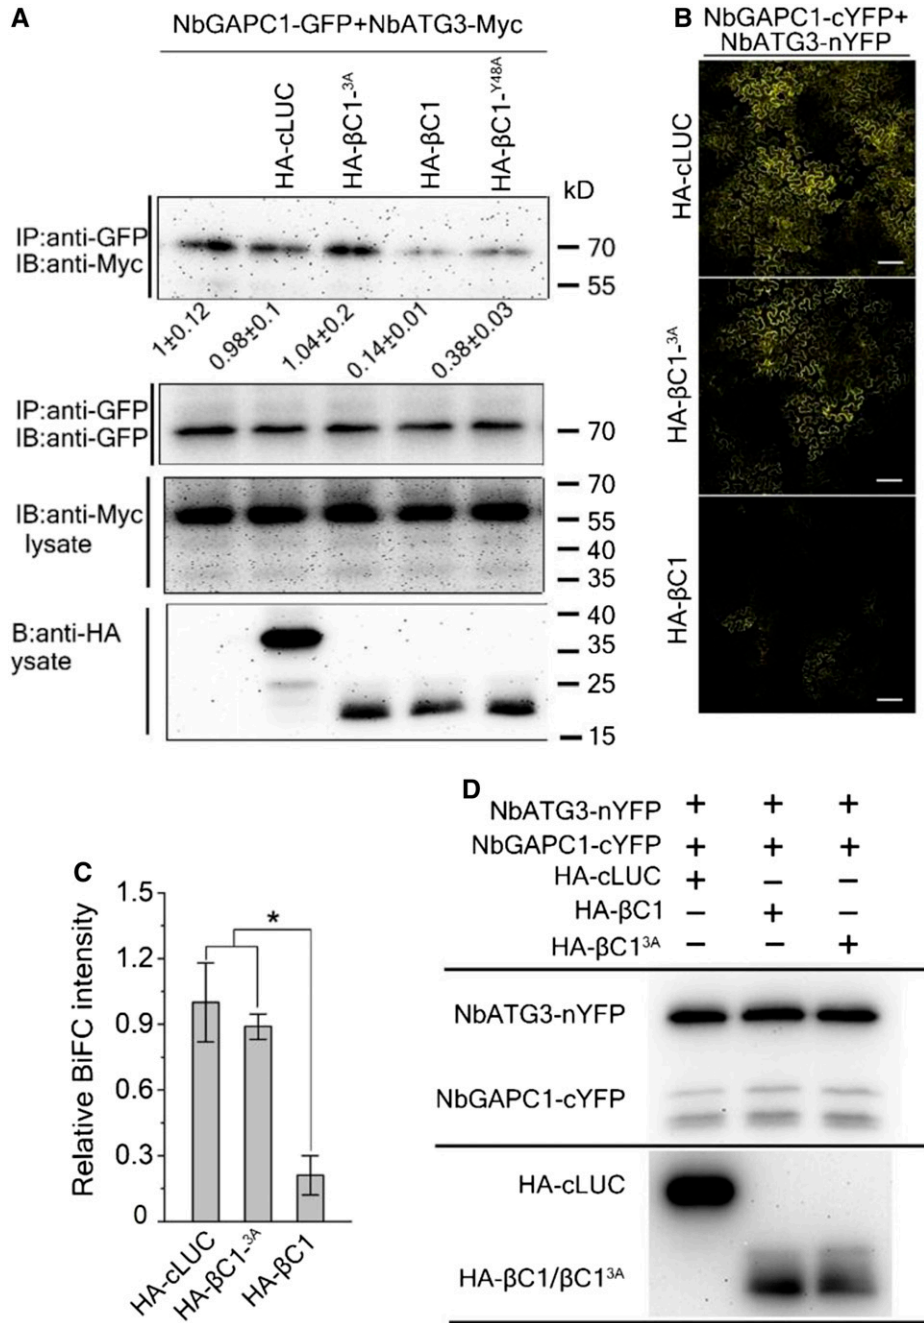 A
NbGAPC1-GFP+NbATG3-Myc
HA-cLUC
HA-βC1-3A
HA-βC1
HA-βC1-Y48A
kD
IP:anti-GFP
IB:anti-Myc
70
55
1±0.12
0.98±0.1
1.04±0.2
0.14±0.01
0.38±0.03
IP:anti-GFP
IB:anti-GFP
70
IB:anti-Myc
lysate
70
55
40
35
B:anti-HA
ysate
40
35
25
15
B
NbGAPC1-cYFP+
NbATG3-nYFP
HA-cLUC
HA-βC1-3A
HA-βC1
C
Relative BiFC intensity
1.5
1.2
0.9
0.6
0.3
0
*
HA-cLUC
HA-βC1-3A
HA-βC1
D
NbATG3-nYFP + + +
NbGAPC1-cYFP + + +
HA-cLUC + − −
HA-βC1 − + −
HA-βC13A − − +
NbATG3-nYFP
NbGAPC1-cYFP
HA-cLUC
HA-βC1/βC13A